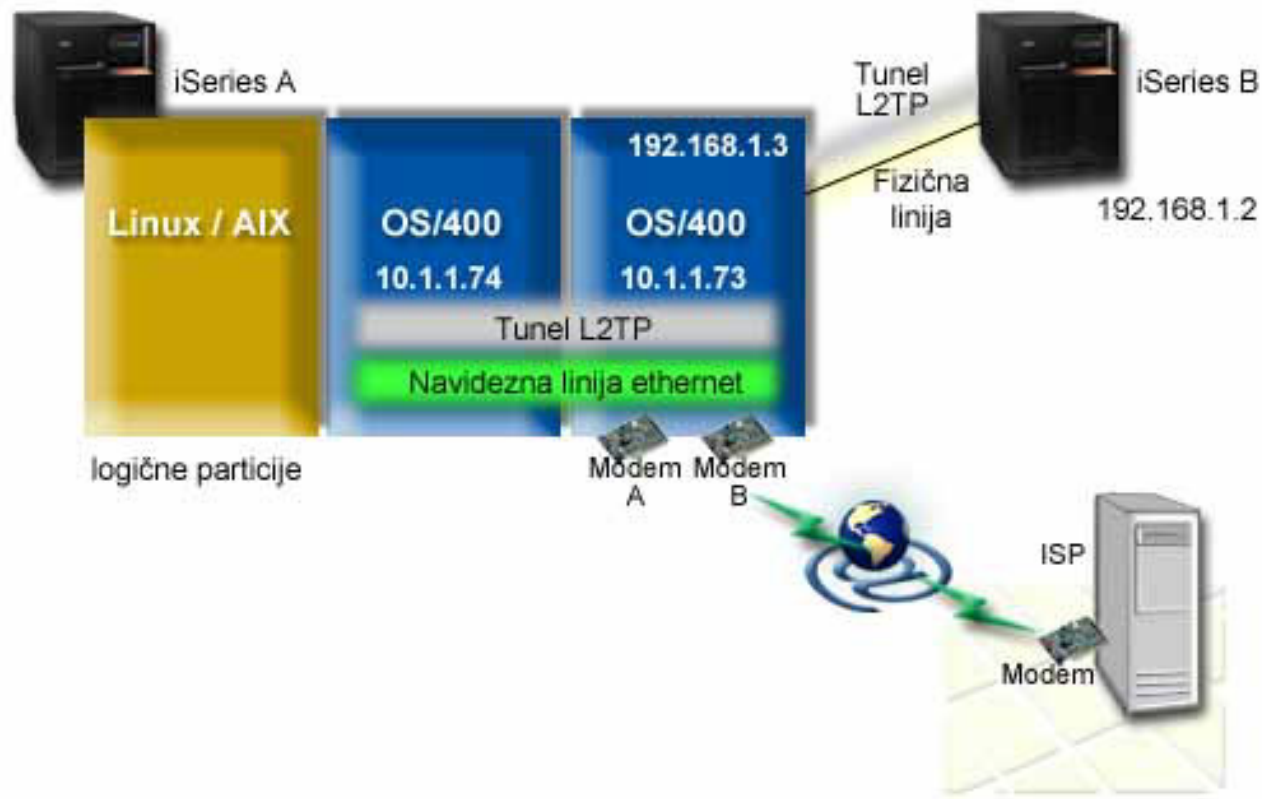 iSeries A
Tunel
L2TP
iSeries B
192.168.1.3
Fizična
linija
192.168.1.2
Linux / AIX
OS/400
OS/400
10.1.1.74
10.1.1.73
Tunel L2TP
Navidezna linija ethernet
logične particije
Modem
A
Modem
B
ISP
Modem